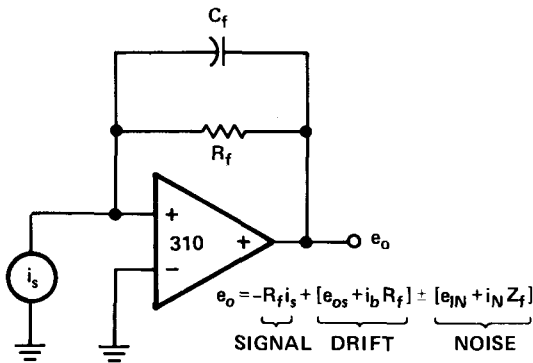 C_f
R_f
+
310
+
−
e_o
i_s
e_o = −R_f i_s + [e_os + i_b R_f] ± [e_IN + i_N Z_f]
SIGNAL DRIFT NOISE